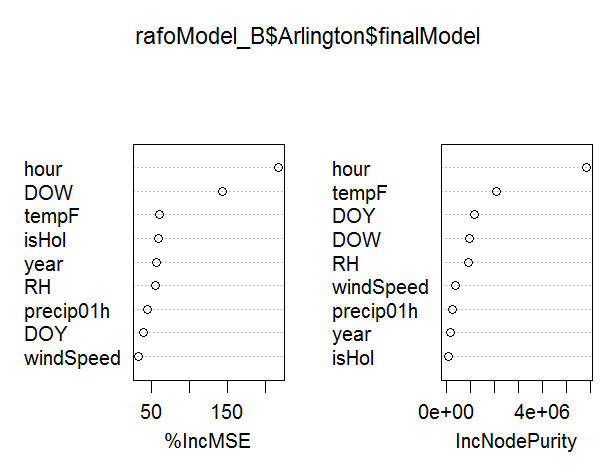 rafoModel_B$Arlington$finalModel
hour
DOW
tempF
isHol
year
RH
precip01h
DOY
windSpeed
50 150
%IncMSE
hour
tempF
DOY
DOW
RH
windSpeed
precip01h
year
isHol
0e+00 4e+06
IncNodePurity